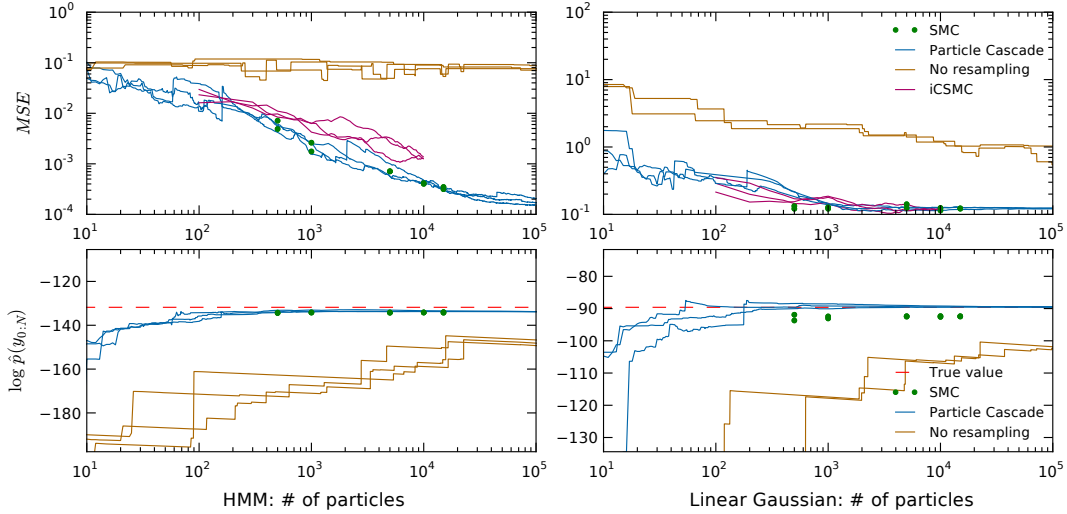 10^0
10^-1
10^-2
10^-3
10^-4
MSE
10^1 10^2 10^3 10^4 10^5
10^2
10^1
10^0
10^-1
10^1 10^2 10^3 10^4 10^5
SMC
Particle Cascade
No resampling
iCSMC
−120
−140
−160
−180
log p̂(y_{0:N})
10^1 10^2 10^3 10^4 10^5
HMM: # of particles
−80
−90
−100
−110
−120
−130
10^1 10^2 10^3 10^4 10^5
True value
SMC
Particle Cascade
No resampling
Linear Gaussian: # of particles